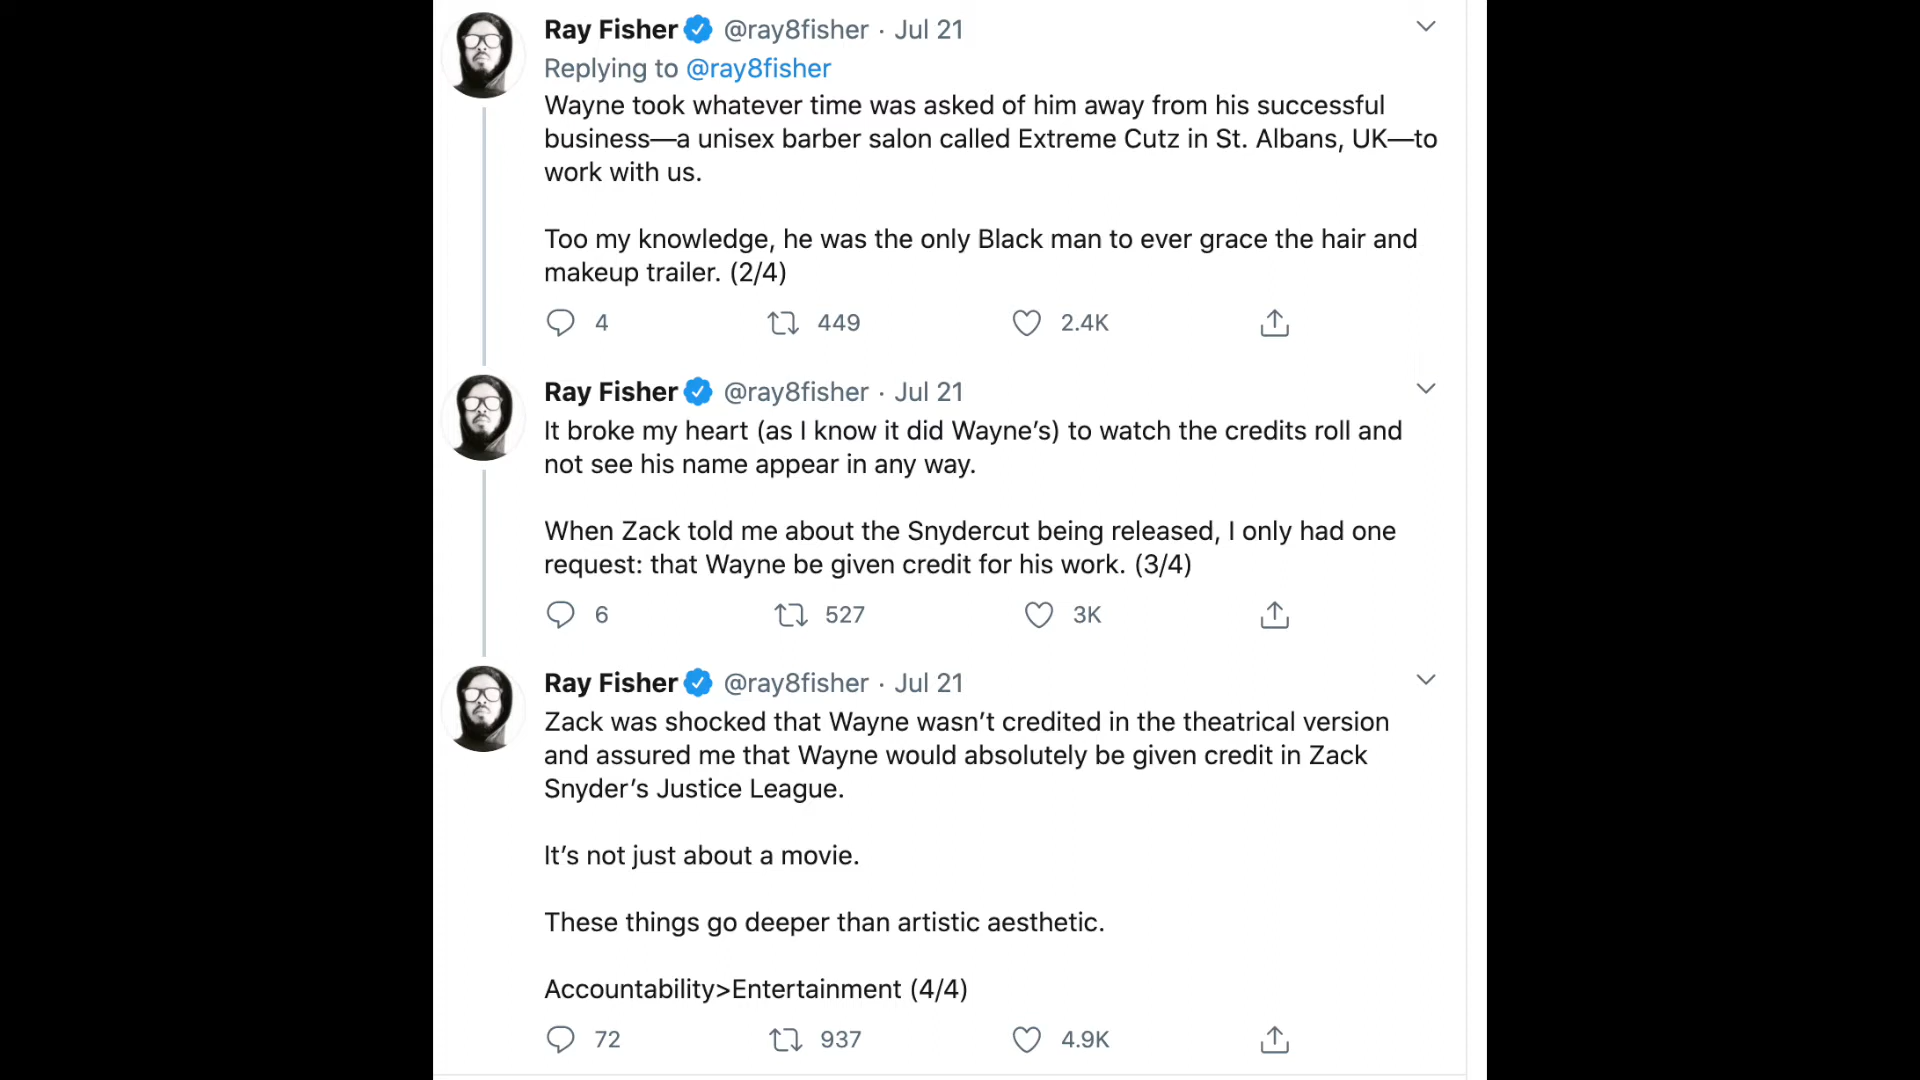 Ray Fisher @ray8fisher · Jul 21
Replying to @ray8fisher
Wayne took whatever time was asked of him away from his successful
business—a unisex barber salon called Extreme Cutz in St. Albans, UK—to
work with us.
Too my knowledge, he was the only Black man to ever grace the hair and
makeup trailer. (2/4)
4 449 2.4K
Ray Fisher @ray8fisher · Jul 21
It broke my heart (as I know it did Wayne’s) to watch the credits roll and
not see his name appear in any way.
When Zack told me about the Snydercut being released, I only had one
request: that Wayne be given credit for his work. (3/4)
6 527 3K
Ray Fisher @ray8fisher · Jul 21
Zack was shocked that Wayne wasn’t credited in the theatrical version
and assured me that Wayne would absolutely be given credit in Zack
Snyder’s Justice League.
It’s not just about a movie.
These things go deeper than artistic aesthetic.
Accountability>Entertainment (4/4)
72 937 4.9K